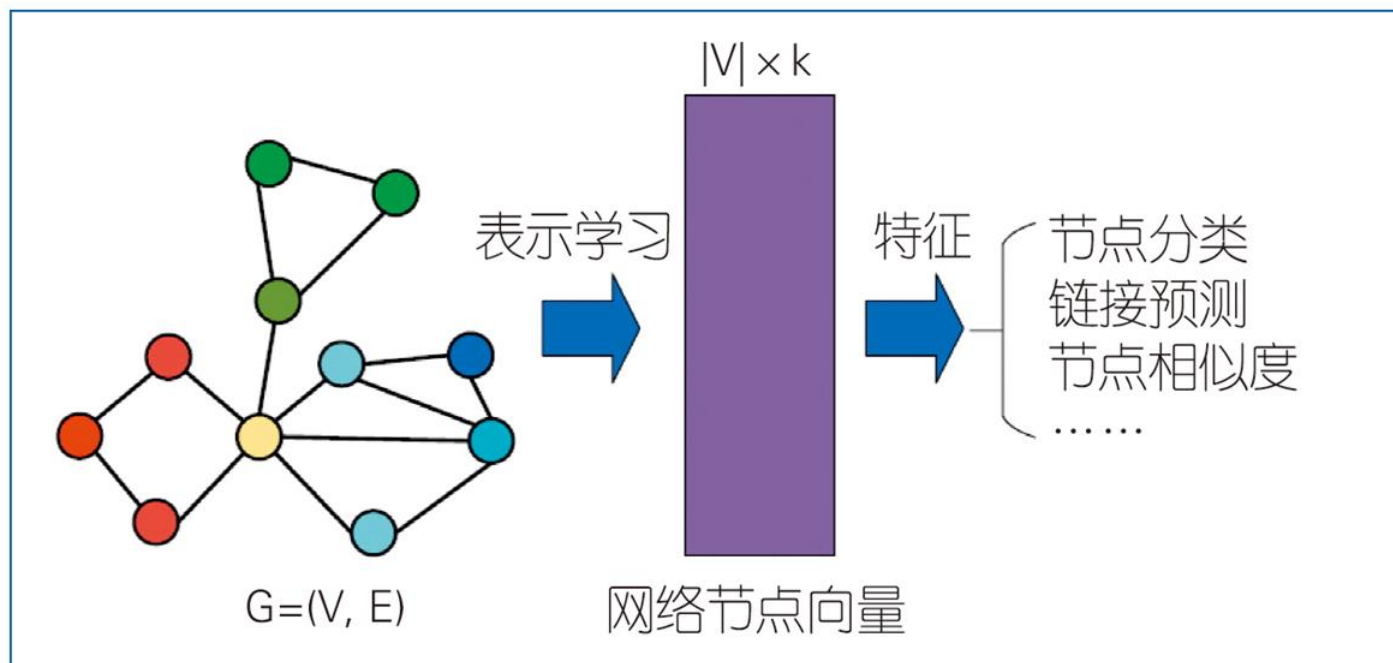 |V| × k
表示学习
特征
节点分类
链接预测
节点相似度
……
G=(V, E)
网络节点向量